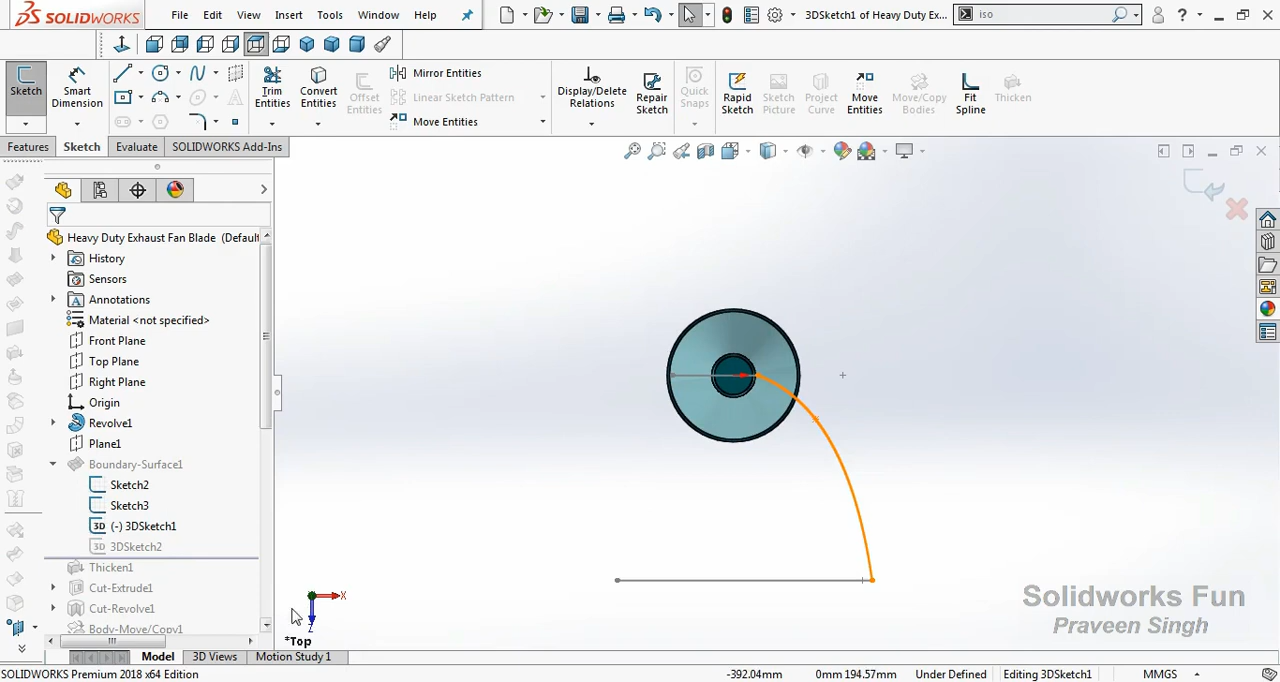 SOLIDWORKS File Edit View Insert Tools Window Help 3DSketch1 of Heavy Duty Ex... iso ?
Sketch Smart Dimension Trim Entities Convert Entities Offset Entities Mirror Entities Linear Sketch Pattern Move Entities Display/Delete Relations Repair Sketch Quick Snaps Rapid Sketch Sketch Picture Project Curve Move Entities Move/Copy Bodies Fit Spline Thicken
Features Sketch Evaluate SOLIDWORKS Add-Ins
Heavy Duty Exhaust Fan Blade (Defaul
History
Sensors
Annotations
Material <not specified>
Front Plane
Top Plane
Right Plane
Origin
Revolve1
Plane1
Boundary-Surface1
Sketch2
Sketch3
3D (-) 3DSketch1
3D 3DSketch2
Thicken1
Cut-Extrude1
Cut-Revolve1
Body-Move/Copy1
X
Z
*Top
Solidworks Fun
Praveen Singh
Model 3D Views Motion Study 1
SOLIDWORKS Premium 2018 x64 Edition -392.04mm 0mm 194.57mm Under Defined Editing 3DSketch1 MMGS